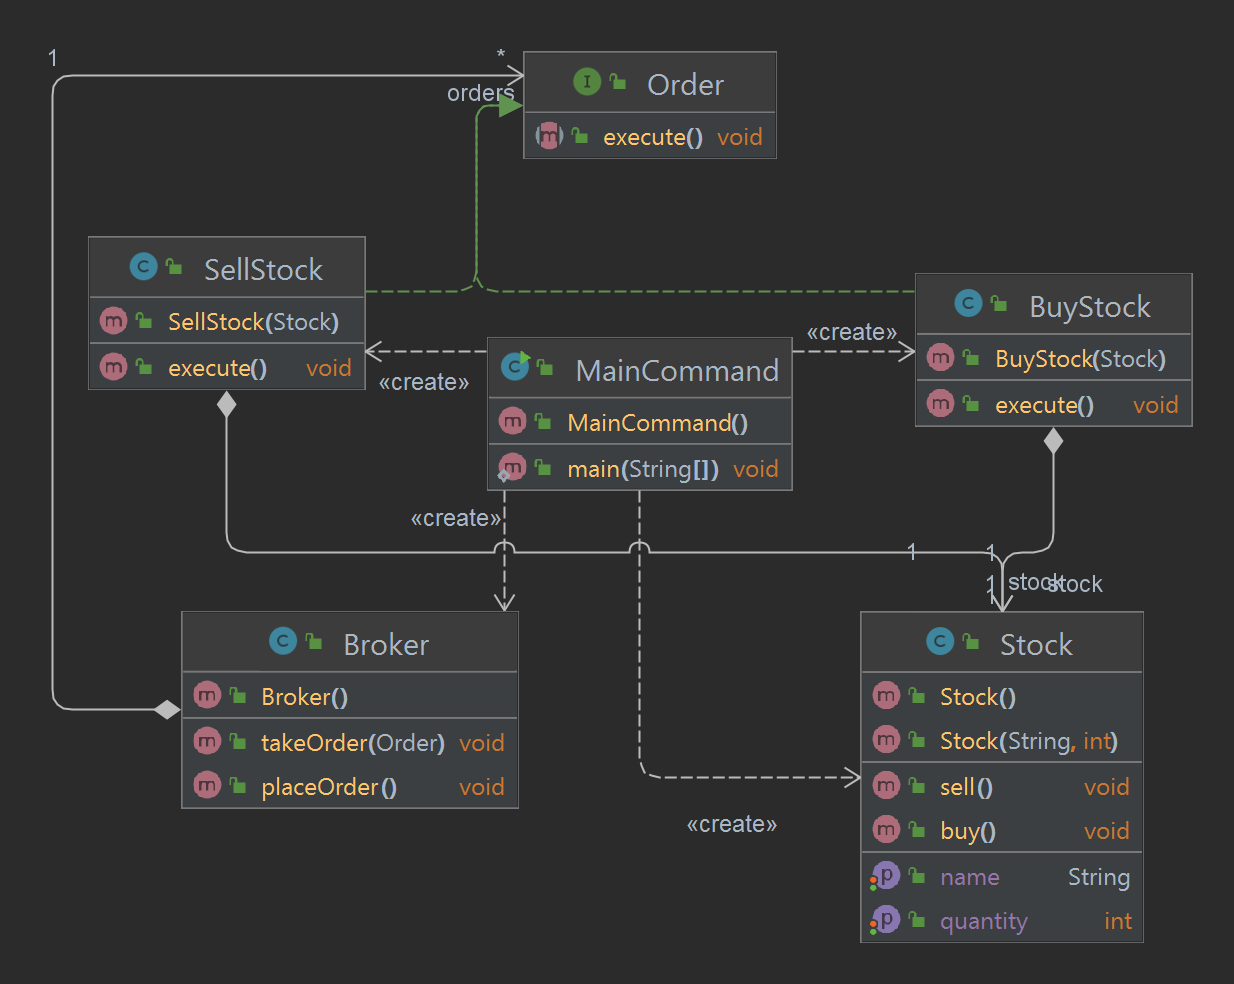 1
*
orders
I Order
m execute() void
C SellStock
m SellStock(Stock)
m execute() void
«create»
C MainCommand
m MainCommand()
m main(String[]) void
«create»
C BuyStock
m BuyStock(Stock)
m execute() void
«create»
1
1
1
stock
stock
C Broker
m Broker()
m takeOrder(Order) void
m placeOrder() void
«create»
C Stock
m Stock()
m Stock(String, int)
m sell() void
m buy() void
p name String
p quantity int